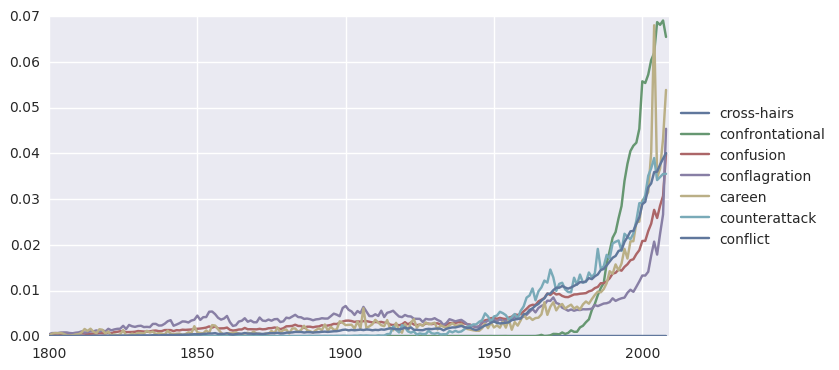 0.07
0.06
0.05
0.04
0.03
0.02
0.01
0.00
1800
1850
1900
1950
2000
cross-hairs
confrontational
confusion
conflagration
careen
counterattack
conflict